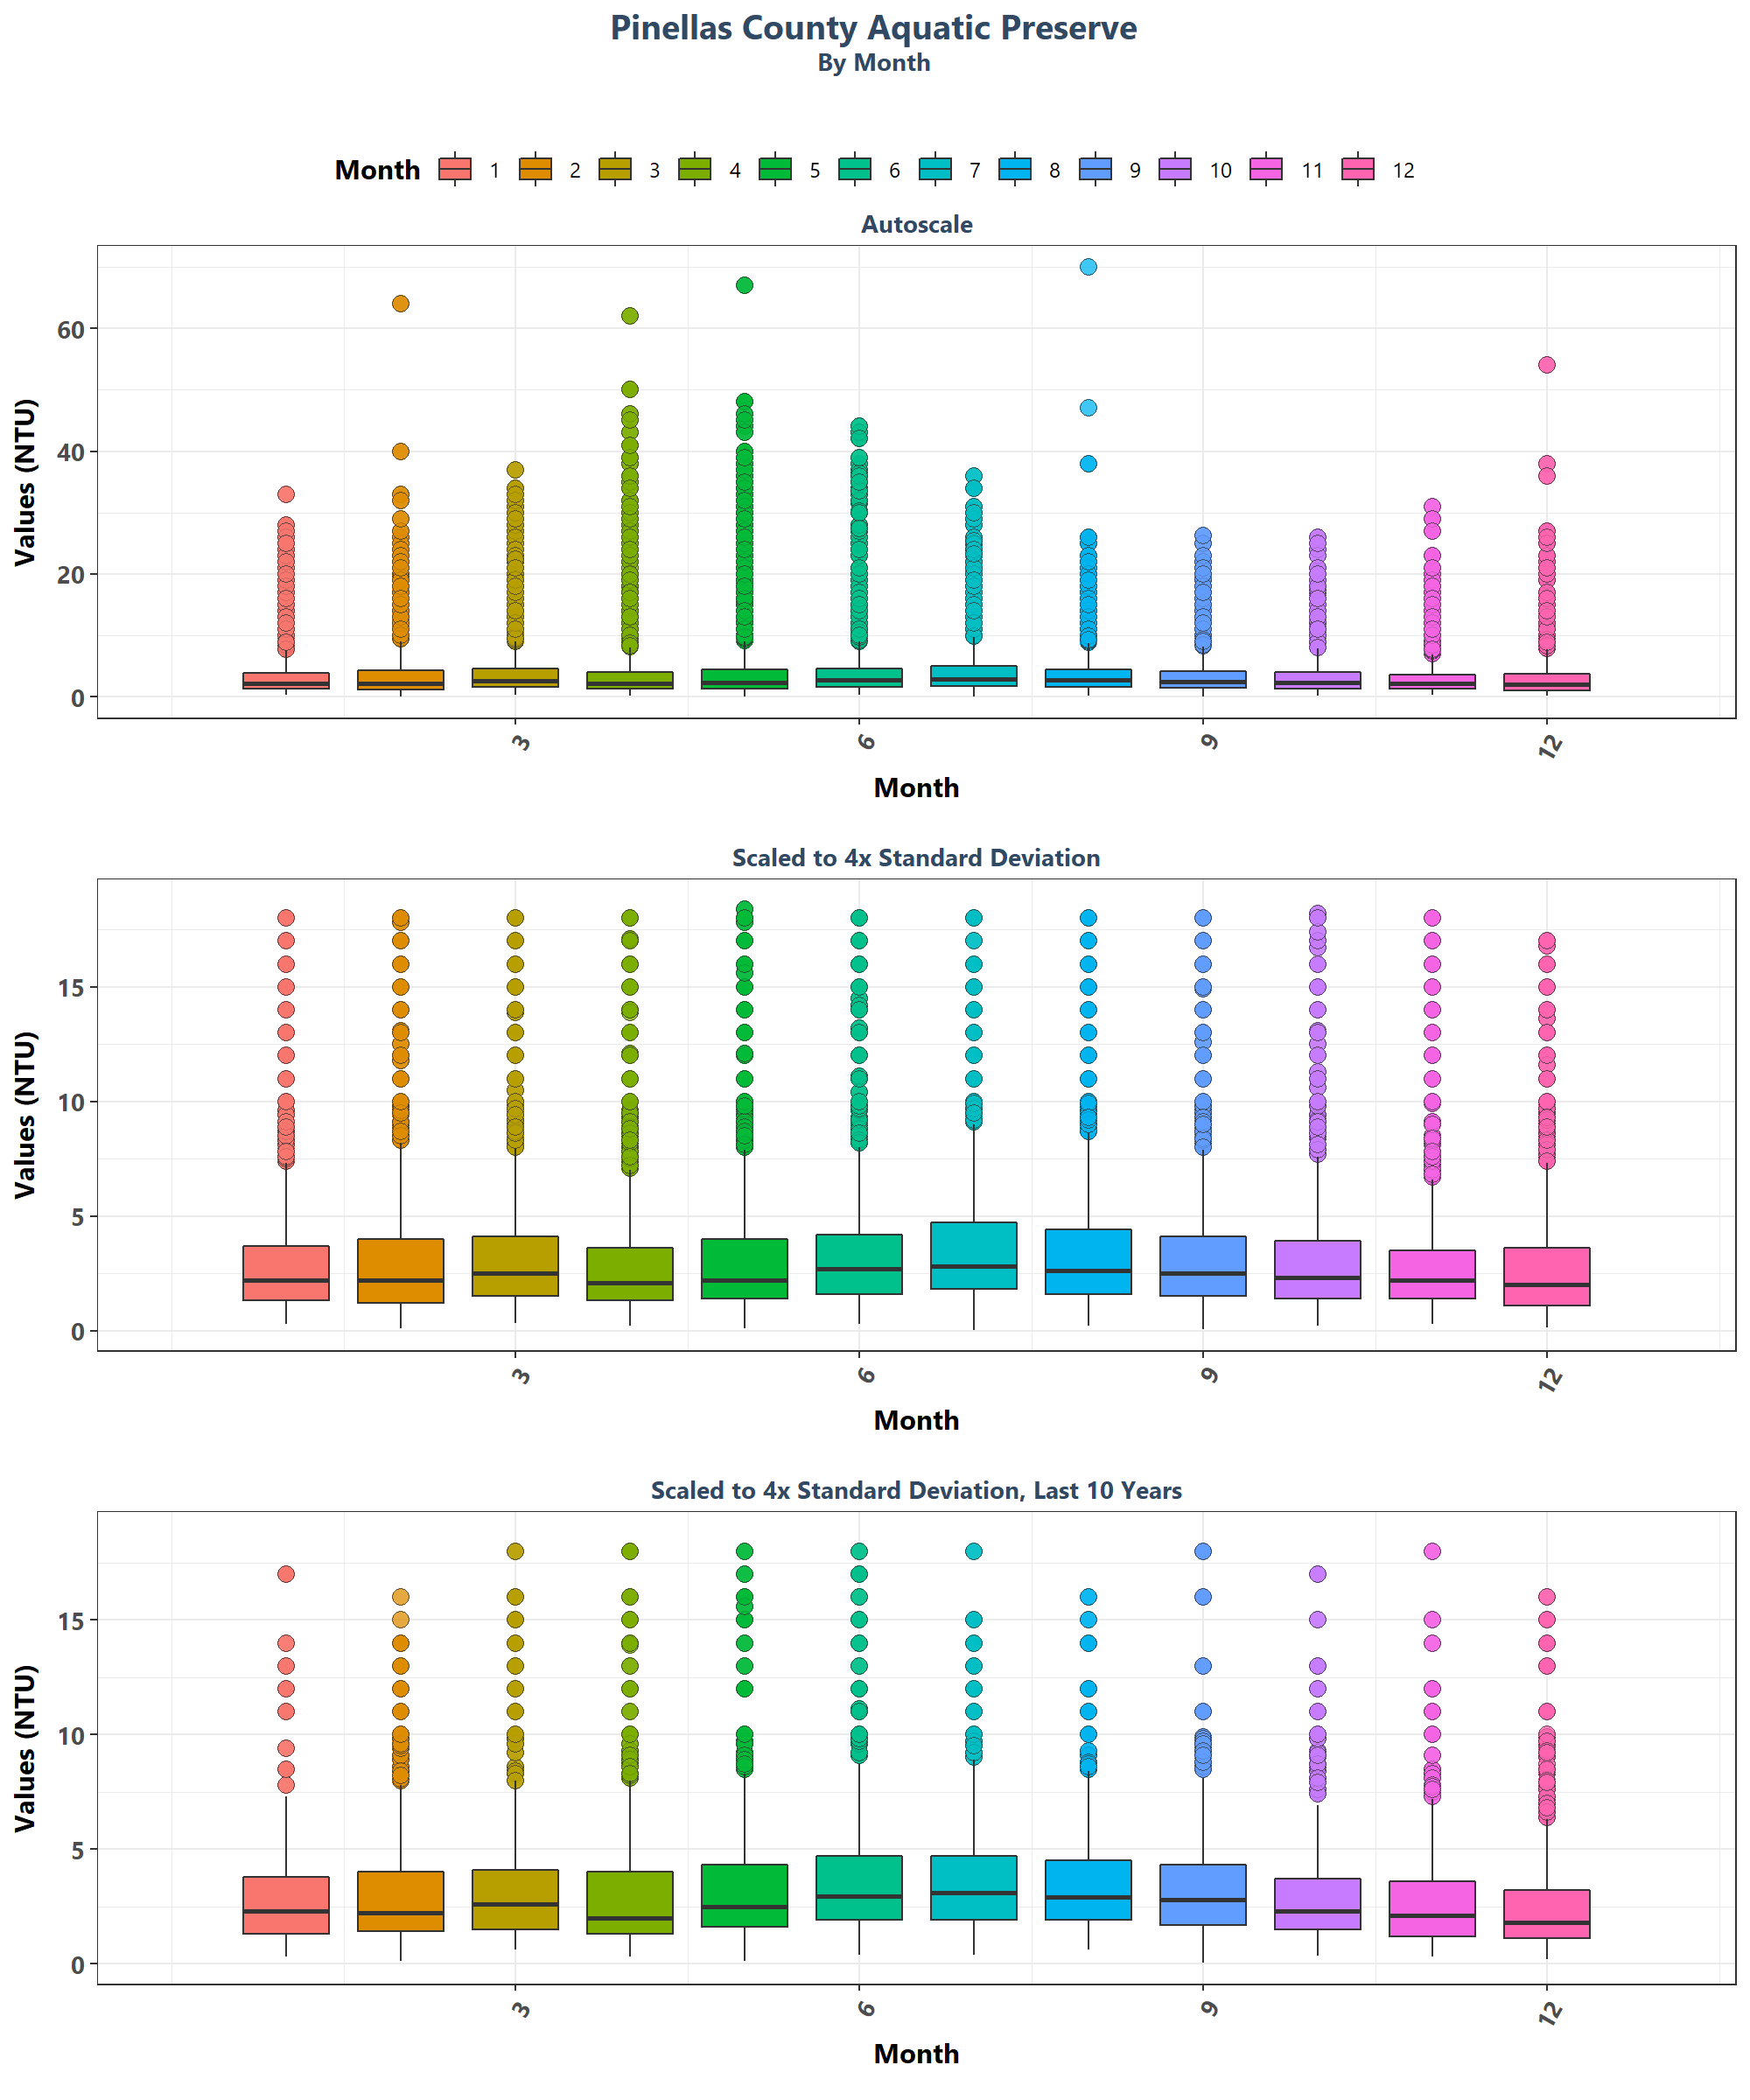 Pinellas County Aquatic Preserve
By Month
Month 1 2 3 4 5 6 7 8 9 10 11 12
Autoscale
Values (NTU)
60
40
20
0
3 6 9 12
Month
Scaled to 4x Standard Deviation
Values (NTU)
15
10
5
0
3 6 9 12
Month
Scaled to 4x Standard Deviation, Last 10 Years
Values (NTU)
15
10
5
0
3 6 9 12
Month